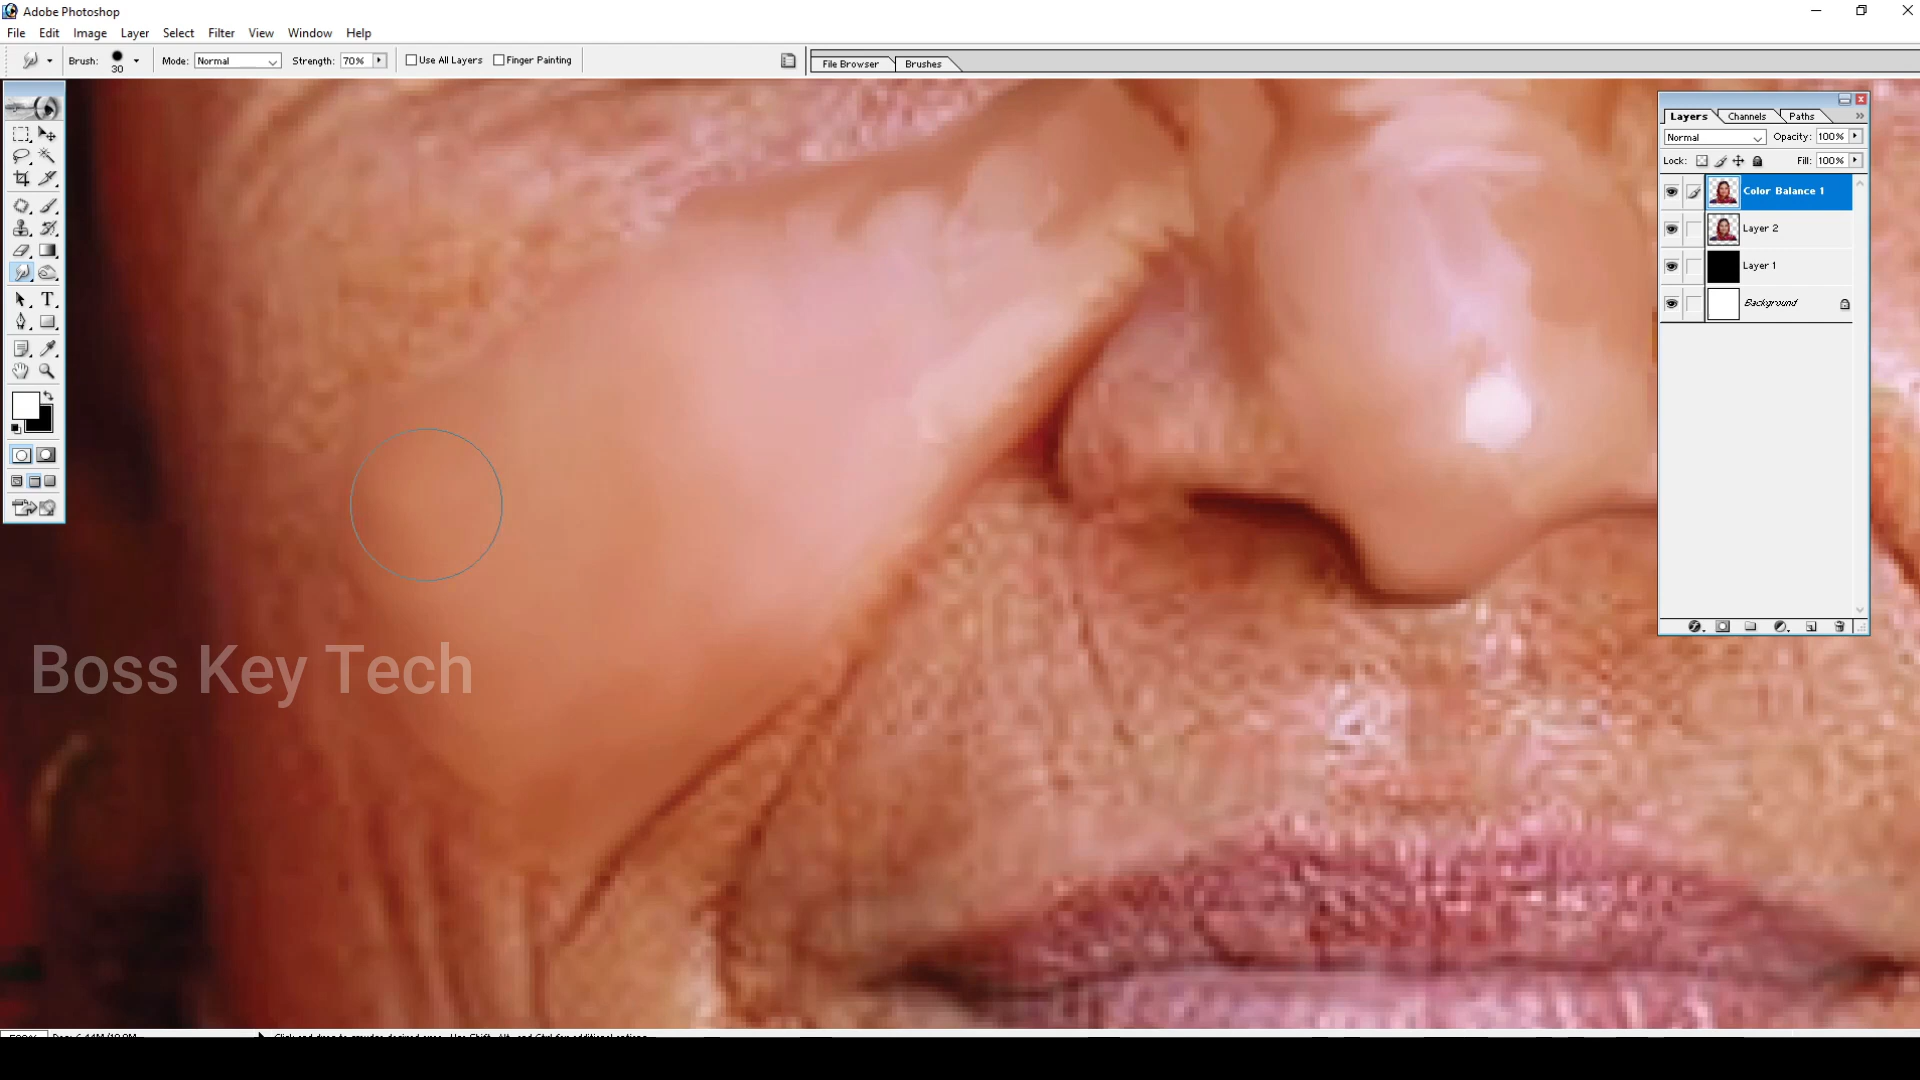 Adobe Photoshop
File Edit Image Layer Select Filter View Window Help
Brush: 30 Mode: Normal Strength: 70% Use All Layers Finger Painting File Browser Brushes
Layers Channels Paths
Normal Opacity: 100%
Lock: Fill: 100%
Color Balance 1
Layer 2
Layer 1
Background
T
Boss Key Tech